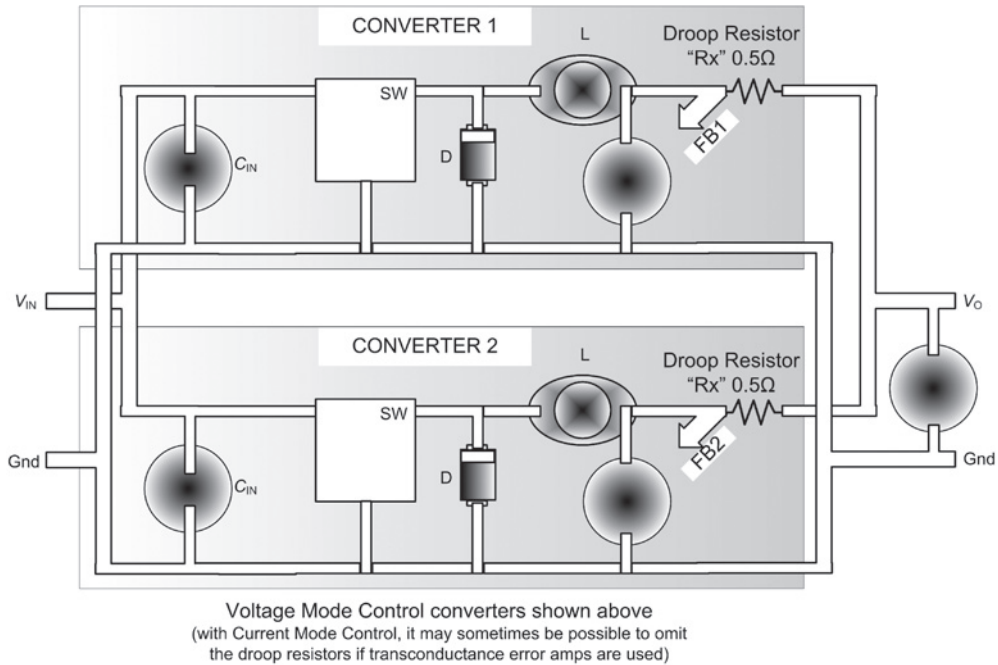 CONVERTER 1
L
Droop Resistor
“Rx” 0.5Ω
SW
FB1
CIN
D
VIN
VO
CONVERTER 2
L
Droop Resistor
“Rx” 0.5Ω
SW
FB2
Gnd
Gnd
CIN
D
Voltage Mode Control converters shown above
(with Current Mode Control, it may sometimes be possible to omit
the droop resistors if transconductance error amps are used)